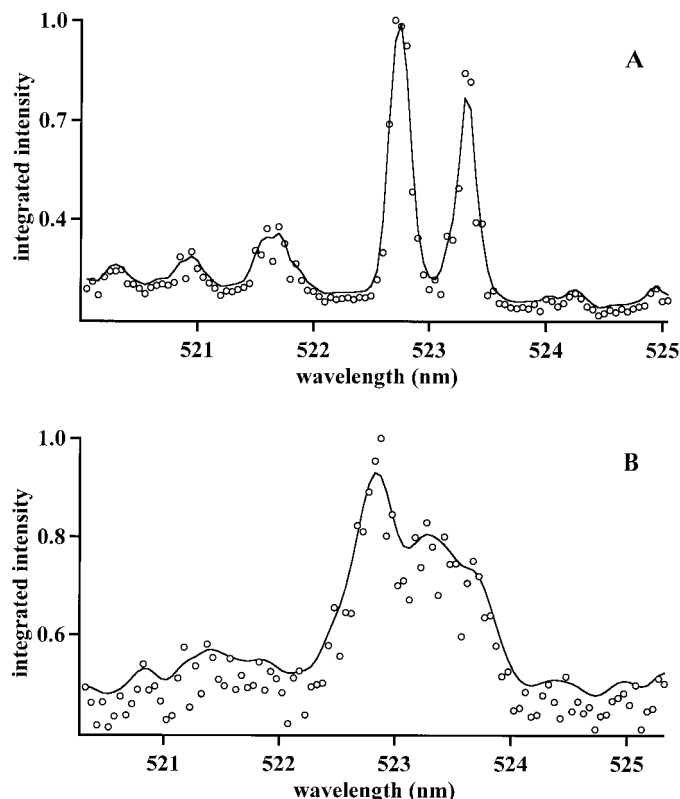 A
1.0
0.7
0.4
integrated intensity
521 522 523 524 525
wavelength (nm)
B
1.0
0.8
0.6
integrated intensity
521 522 523 524 525
wavelength (nm)